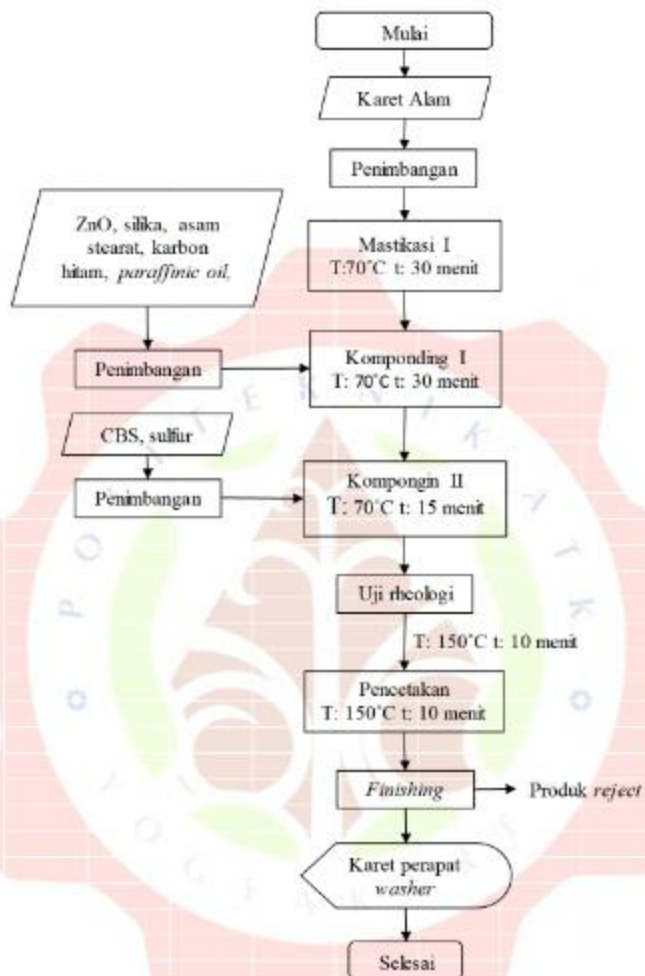 Mulai
Karet Alam
Penimbangan
Mastikasi I
T:70°C t: 30 menit
ZnO, silika, asam
stearat, karbon
hitam, paraffinic oil,
Penimbangan
Komponding I
T: 70°C t: 30 menit
CBS, sulfur
Penimbangan
Kompongin II
T: 70°C t: 15 menit
Uji rheologi
T: 150°C t: 10 menit
Pencetakan
T: 150°C t: 10 menit
Finishing
Produk reject
Karet perapat
washer
Selesai